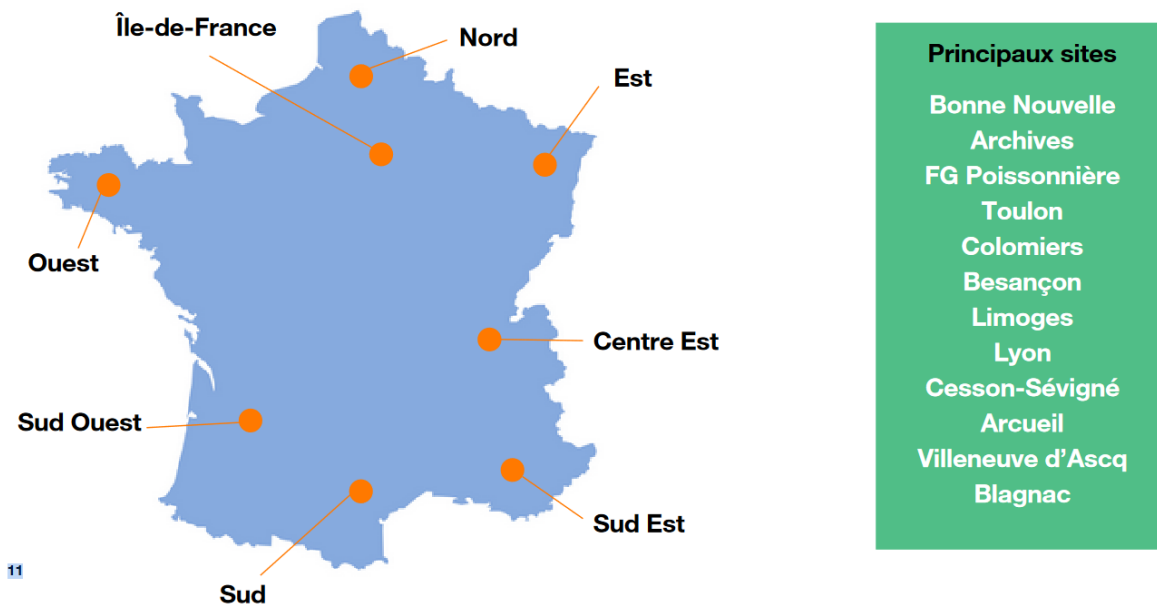 Île-de-France
Nord
Est
Ouest
Centre Est
Sud Ouest
Sud Est
Sud
11
Principaux sites
Bonne Nouvelle
Archives
FG Poissonnière
Toulon
Colomiers
Besançon
Limoges
Lyon
Cesson-Sévigné
Arcueil
Villeneuve d’Ascq
Blagnac